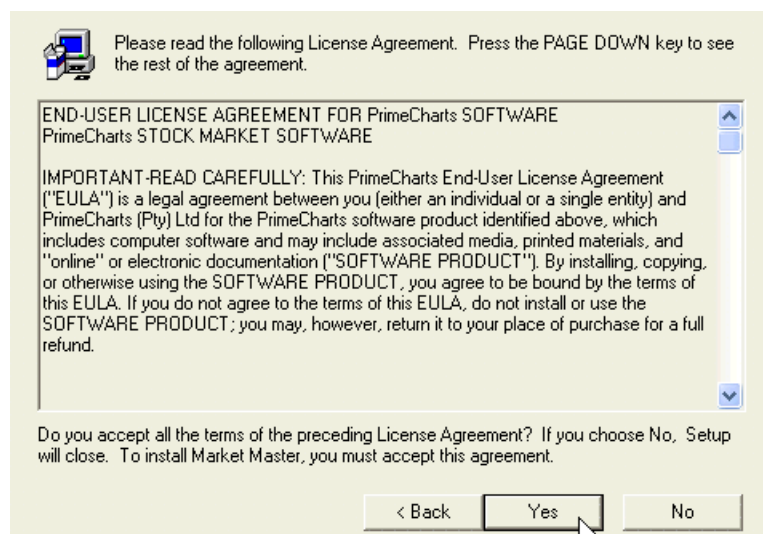 Please read the following License Agreement.  Press the PAGE DOWN key to see
the rest of the agreement.
END-USER LICENSE AGREEMENT FOR PrimeCharts SOFTWARE
PrimeCharts STOCK MARKET SOFTWARE
IMPORTANT-READ CAREFULLY: This PrimeCharts End-User License Agreement
("EULA") is a legal agreement between you (either an individual or a single entity) and
PrimeCharts (Pty) Ltd for the PrimeCharts software product identified above, which
includes computer software and may include associated media, printed materials, and
"online" or electronic documentation ("SOFTWARE PRODUCT"). By installing, copying,
or otherwise using the SOFTWARE PRODUCT, you agree to be bound by the terms of
this EULA. If you do not agree to the terms of this EULA, do not install or use the
SOFTWARE PRODUCT; you may, however, return it to your place of purchase for a full
refund.
Do you accept all the terms of the preceding License Agreement?  If you choose No,  Setup
will close.  To install Market Master, you must accept this agreement.
< Back Yes No